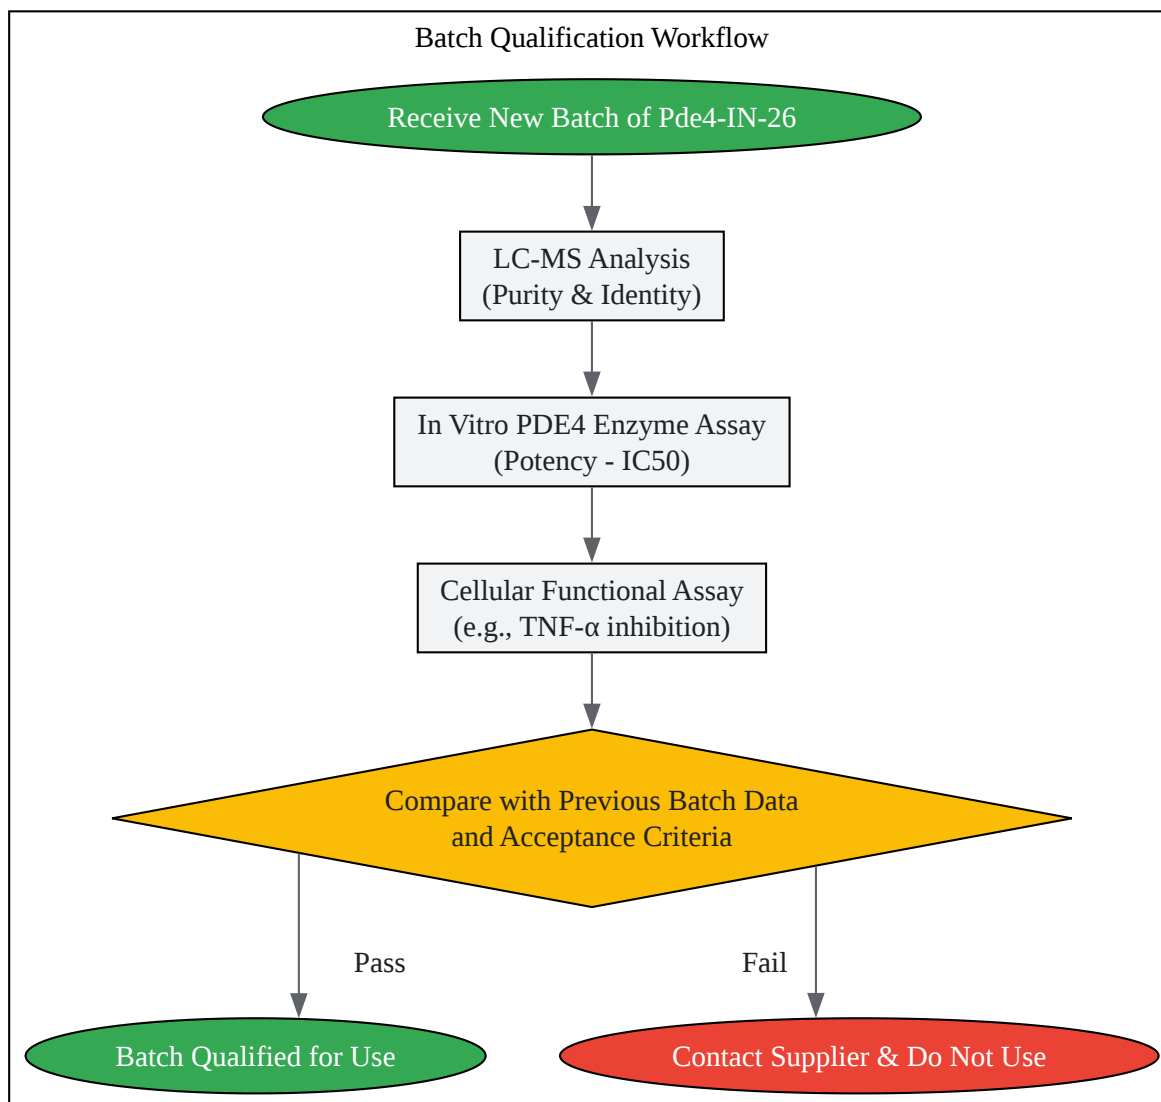 Batch Qualification Workflow
Receive New Batch of Pde4-IN-26
LC-MS Analysis
(Purity & Identity)
In Vitro PDE4 Enzyme Assay
(Potency - IC50)
Cellular Functional Assay
(e.g., TNF-α inhibition)
Compare with Previous Batch Data
and Acceptance Criteria
Pass
Fail
Batch Qualified for Use
Contact Supplier & Do Not Use